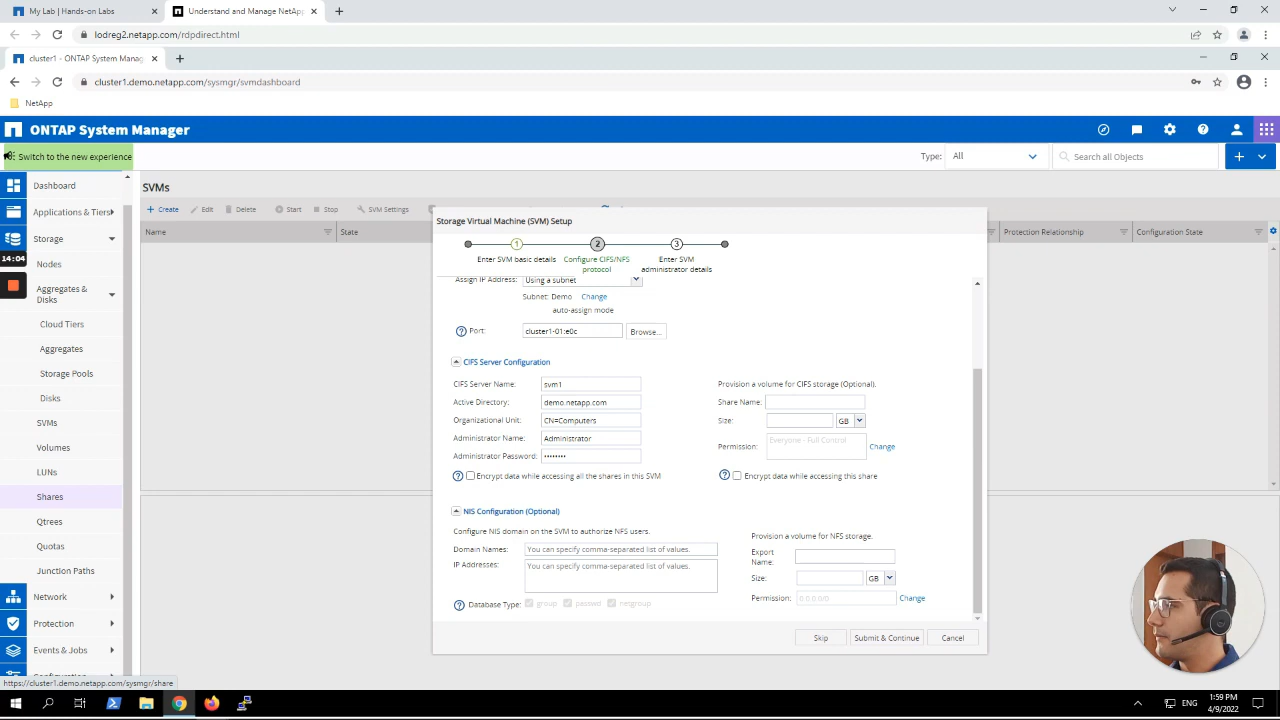 My Lab | Hands-on Labs
Understand and Manage NetApp
lodreg2.netapp.com/rdpdirect.html
cluster1 - ONTAP System Manag
cluster1.demo.netapp.com/sysmgr/svmdashboard
NetApp
ONTAP System Manager
Switch to the new experience
Type: All
Search all Objects
Dashboard
Applications & Tiers
Storage
14:04
Nodes
Aggregates &
Disks
Cloud Tiers
Aggregates
Storage Pools
Disks
SVMs
Volumes
LUNs
Shares
Qtrees
Quotas
Junction Paths
Network
Protection
Events & Jobs
SVMs
Create Edit Delete Start Stop SVM Settings
Name State Protection Relationship Configuration State
Storage Virtual Machine (SVM) Setup
1 2 3
Enter SVM basic details
Configure CIFS/NFS
protocol
Enter SVM
administrator details
Assign IP Address: Using a subnet
Subnet: Demo Change
auto-assign mode
Port: cluster1-01:e0c Browse...
CIFS Server Configuration
CIFS Server Name: svm1
Active Directory: demo.netapp.com
Organizational Unit: CN=Computers
Administrator Name: Administrator
Administrator Password: ••••••••
Encrypt data while accessing all the shares in this SVM
Provision a volume for CIFS storage (Optional).
Share Name:
Size: GB
Permission: Everyone - Full Control Change
Encrypt data while accessing this share
NIS Configuration (Optional)
Configure NIS domain on the SVM to authorize NFS users.
Domain Names: You can specify comma-separated list of values.
IP Addresses: You can specify comma-separated list of values.
Database Type: group passwd netgroup
Provision a volume for NFS storage.
Export
Name:
Size: GB
Permission: 0.0.0.0/0 Change
Skip Submit & Continue Cancel
https://cluster1.demo.netapp.com/sysmgr/share
ENG
1:59 PM
4/9/2022